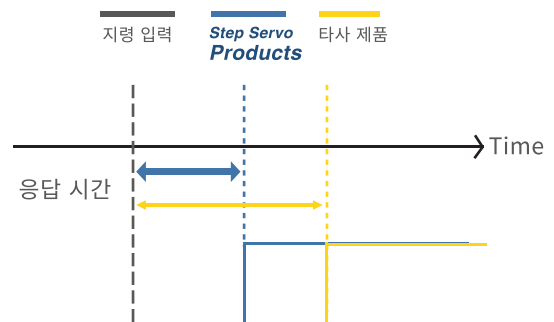 지령 입력
Step Servo
Products
타사 제품
Time
응답 시간